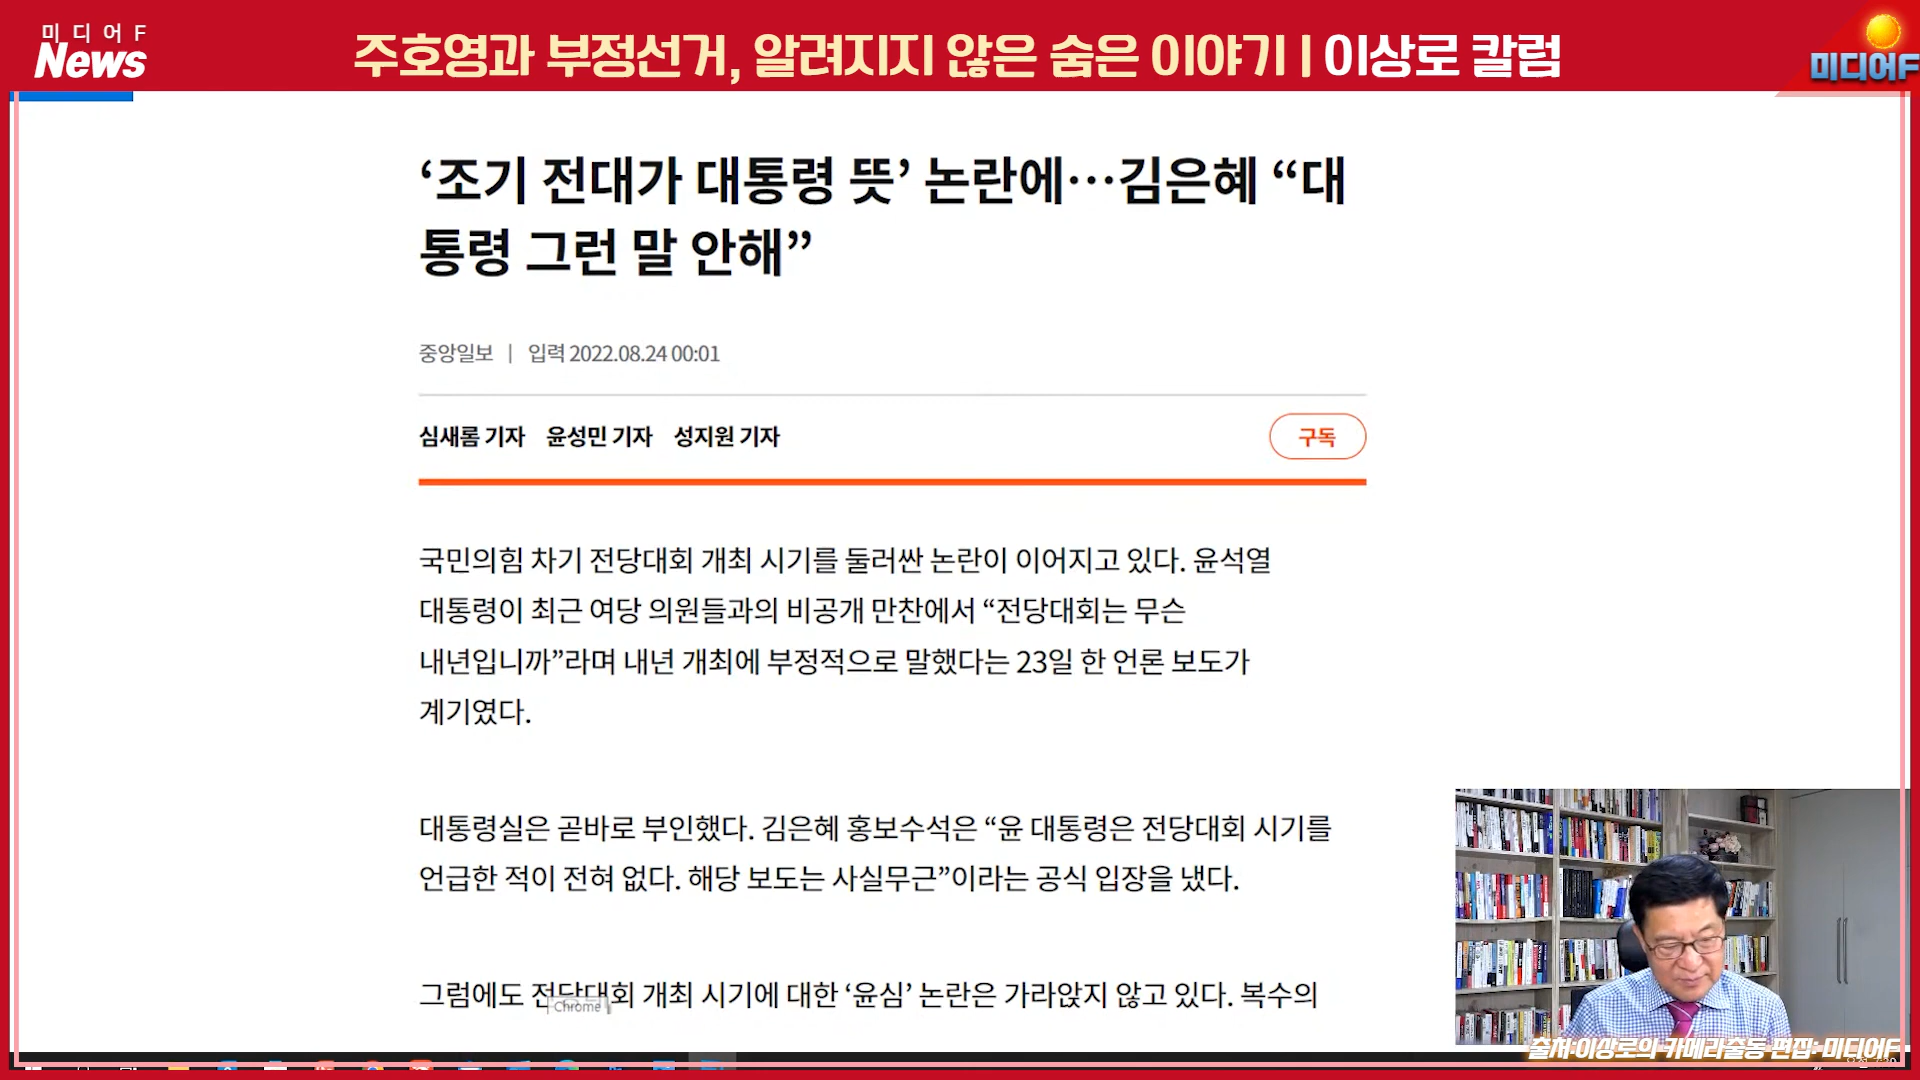 미디어F
News
주호영과 부정선거, 알려지지 않은 숨은 이야기 | 이상로 칼럼
미디어F
‘조기 전대가 대통령 뜻’ 논란에…김은혜 “대
통령 그런 말 안해”
중앙일보 | 입력 2022.08.24 00:01
심새롬 기자 윤성민 기자 성지원 기자
구독
국민의힘 차기 전당대회 개최 시기를 둘러싼 논란이 이어지고 있다. 윤석열
대통령이 최근 여당 의원들과의 비공개 만찬에서 “전당대회는 무슨
내년입니까”라며 내년 개최에 부정적으로 말했다는 23일 한 언론 보도가
계기였다.
대통령실은 곧바로 부인했다. 김은혜 홍보수석은 “윤 대통령은 전당대회 시기를
언급한 적이 전혀 없다. 해당 보도는 사실무근”이라는 공식 입장을 냈다.
그럼에도 전당대회 개최 시기에 대한 ‘윤심’ 논란은 가라앉지 않고 있다. 복수의
Chrome
출처:이상로의 카메라출동 편집:미디어F